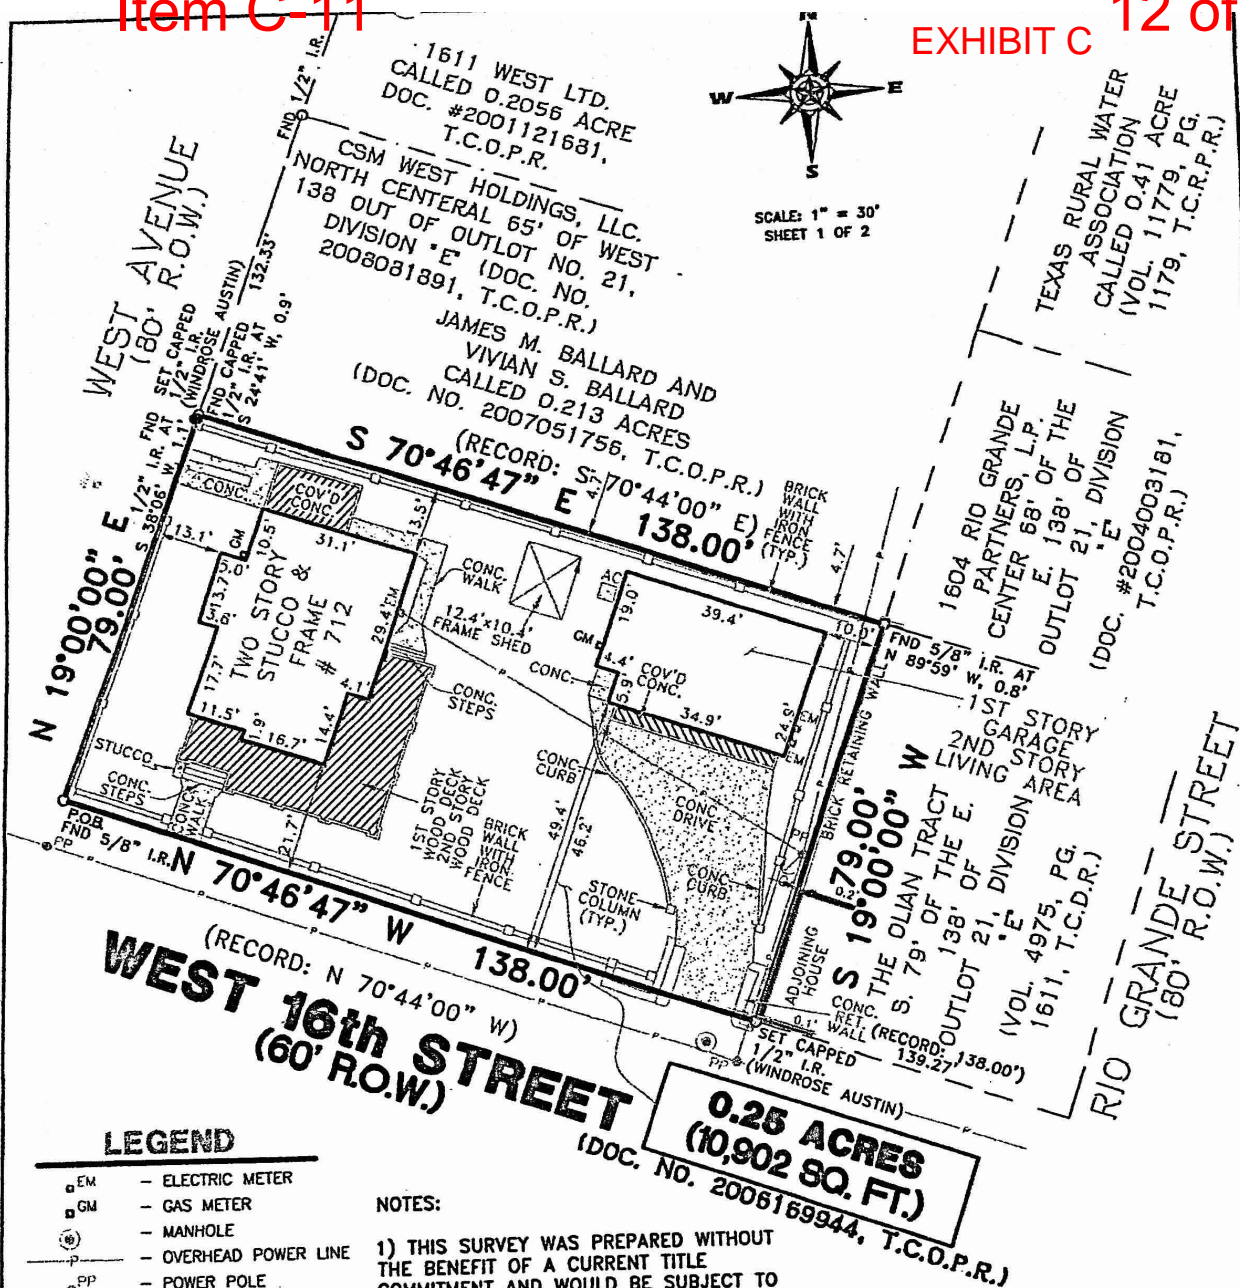 Item C-11
12 of
EXHIBIT C
N
W
E
S
SCALE: 1" = 30'
SHEET 1 OF 2
1611 WEST LTD.
CALLED 0.2056 ACRE
DOC. #2001121681,
T.C.O.P.R.
CSM WEST HOLDINGS, LLC.
NORTH CENTERAL 65' OF WEST
138 OUT OF OUTLOT NO. 21,
DIVISION "E" (DOC. NO.
2008081891, T.C.O.P.R.)
JAMES M. BALLARD AND
VIVIAN S. BALLARD
CALLED 0.213 ACRES
(DOC. NO. 2007051756, T.C.O.P.R.)
(RECORD: S 70°44'00" E)
S 70°46'47" E
138.00'
TEXAS RURAL WATER
ASSOCIATION
CALLED 0.41 ACRE
(VOL. 11779, PG.
1179, T.C.R.P.R.)
1604 RIO GRANDE
PARTNERS, L.P.
CENTER 68' OF THE
E. 138' OF
OUTLOT 21, DIVISION
"E"
(DOC. #2004003181,
T.C.O.P.R.)
FND 1/2" I.R.
WEST AVENUE
(80' R.O.W.)
132.33'
SET CAPPED
1/2" I.R.
(WINDROSE AUSTIN)
FND CAPPED
1/2" I.R. AT
S 24°41' W, 0.9'
FND
1/2" I.R. AT
S 38°06' W, 1.1'
N 19°00'00" E
79.00'
CONC.
COV'D
CONC.
13.1'
GM
10.5'
31.1'
13.5'
5.0'
13.7'
3.8'
17.7'
11.5'
1.9'
16.7'
14.4'
4.1'
29.4'
EM
TWO STORY
STUCCO &
FRAME
# 712
CONC.
WALK
12.4'x10.4'
FRAME SHED
4.7'
BRICK
WALL
WITH
IRON
FENCE
(TYP.)
4.7'
AC
19.0'
39.4'
10.0'
GM
4.4'
5.9'
COV'D
CONC.
34.9'
24.9'
EM
EM
CONC.
CONC.
STEPS
FND 5/8" I.R. AT
N 89°59' W, 0.8'
1ST STORY
GARAGE
2ND STORY
LIVING AREA
BRICK RETAINING WALL
STUCCO
CONC.
STEPS
CONC.
WALK
21.7'
1ST STORY
WOOD DECK
2ND STORY
WOOD DECK
BRICK
WALL
WITH
IRON
FENCE
CONC.
CURB
49.4'
46.2'
CONC.
DRIVE
CONC.
CURB
STONE
COLUMN
(TYP.)
PP
0.2'
79.00'
S 19°00'00" W
THE OLIAN TRACT
S. 79' OF THE E.
138' OF
OUTLOT 21, DIVISION
"E"
(VOL. 4975, PG.
1611, T.C.D.R.)
RIO GRANDE STREET
(80' R.O.W.)
P.O.B.
FND 5/8" I.R.
PP
N 70°46'47" W
138.00'
(RECORD: N 70°44'00" W)
WEST 16th STREET
(60' R.O.W.)
ADJOINING
HOUSE
CONC.
RET.
WALL
0.1'
(RECORD: 138.00')
139.27'
SET CAPPED
1/2" I.R.
(WINDROSE AUSTIN)
PP
0.25 ACRES
(10,902 SQ. FT.)
(DOC. NO. 2006169944, T.C.O.P.R.)
LEGEND
EM - ELECTRIC METER
GM - GAS METER
- MANHOLE
P - OVERHEAD POWER LINE
PP - POWER POLE
NOTES:
1) THIS SURVEY WAS PREPARED WITHOUT
THE BENEFIT OF A CURRENT TITLE
COMMITMENT AND WOULD BE SUBJECT TO